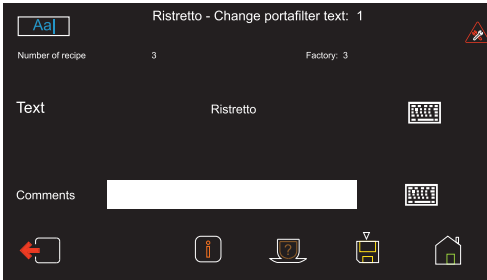 Aa
Ristretto - Change portafilter text: 1
Number of recipe 3 Factory: 3
Text Ristretto
Comments
i
?